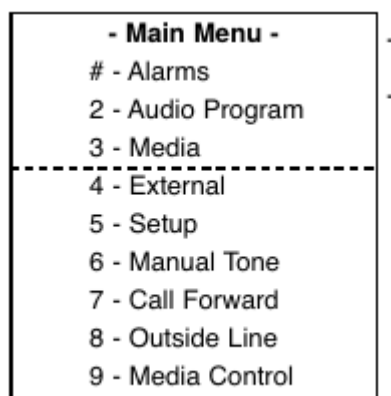 - Main Menu -
# - Alarms
2 - Audio Program
3 - Media
4 - External
5 - Setup
6 - Manual Tone
7 - Call Forward
8 - Outside Line
9 - Media Control